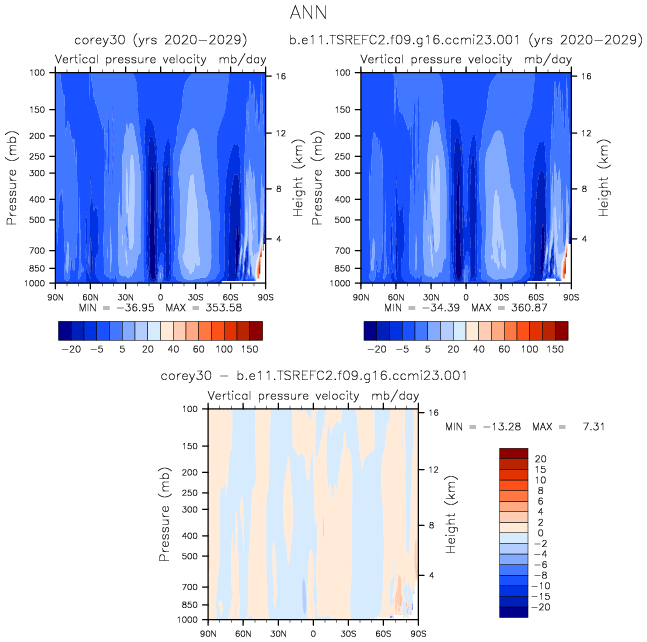 ANN
corey30 (yrs 2020−2029)
Vertical pressure velocity mb/day
Pressure (mb)
100
150
200
250
300
400
500
700
850
1000
16
12
8
4
Height (km)
90N 60N 30N 0 30S 60S 90S
MIN = −36.95 MAX = 353.58
−20 −5 5 20 40 60 100 150
b.e11.TSREFC2.f09.g16.ccmi23.001 (yrs 2020−2029)
Vertical pressure velocity mb/day
Pressure (mb)
100
150
200
250
300
400
500
700
850
1000
16
12
8
4
Height (km)
90N 60N 30N 0 30S 60S 90S
MIN = −34.39 MAX = 360.87
−20 −5 5 20 30 60 100 150
corey30 − b.e11.TSREFC2.f09.g16.ccmi23.001
Vertical pressure velocity mb/day
Pressure (mb)
100
150
200
250
300
400
500
700
850
1000
16
12
8
4
Height (km)
90N 60N 30N 0 30S 60S 90S
MIN = −13.28 MAX = 7.31
20
15
10
8
6
4
2
0
−2
−4
−6
−8
−10
−15
−20